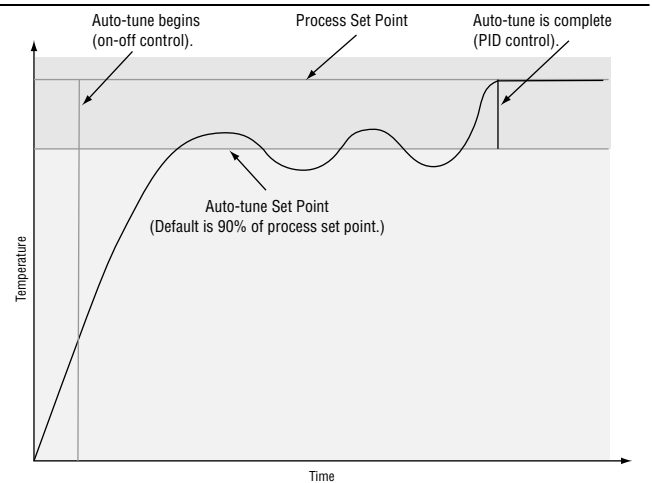 Auto-tune begins
(on-off control).
Process Set Point
Auto-tune is complete
(PID control).
Auto-tune Set Point
(Default is 90% of process set point.)
Temperature
Time